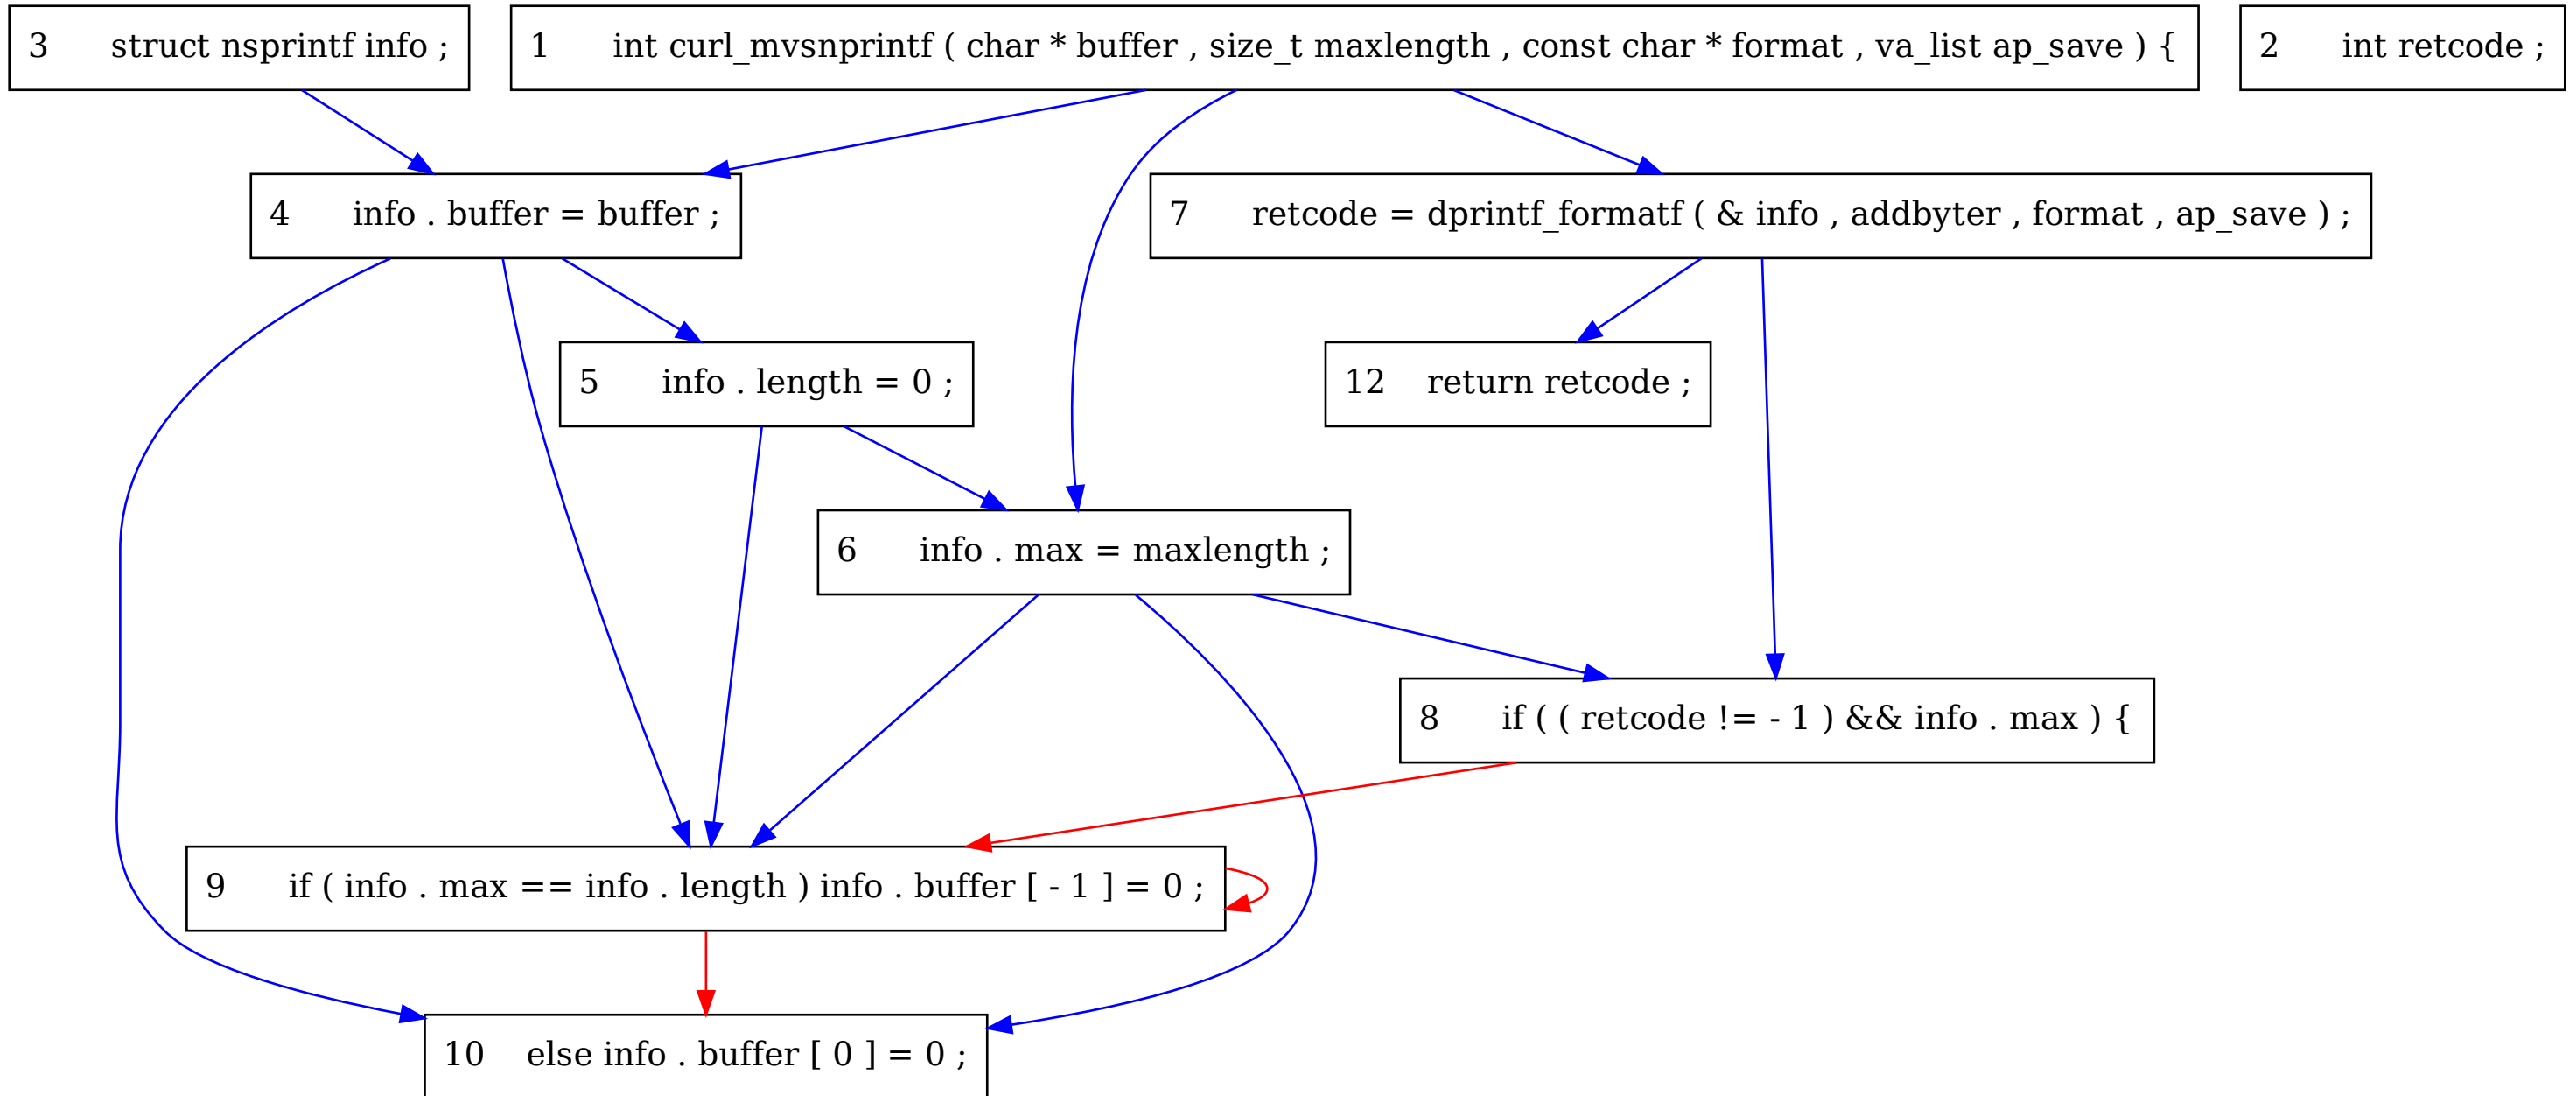 3 struct nsprintf info ;
1 int curl_mvsnprintf ( char * buffer , size_t maxlength , const char * format , va_list ap_save ) {
2 int retcode ;
4 info . buffer = buffer ;
7 retcode = dprintf_formatf ( & info , addbyter , format , ap_save ) ;
5 info . length = 0 ;
12 return retcode ;
6 info . max = maxlength ;
8 if ( ( retcode != - 1 ) && info . max ) {
9 if ( info . max == info . length ) info . buffer [ - 1 ] = 0 ;
10 else info . buffer [ 0 ] = 0 ;